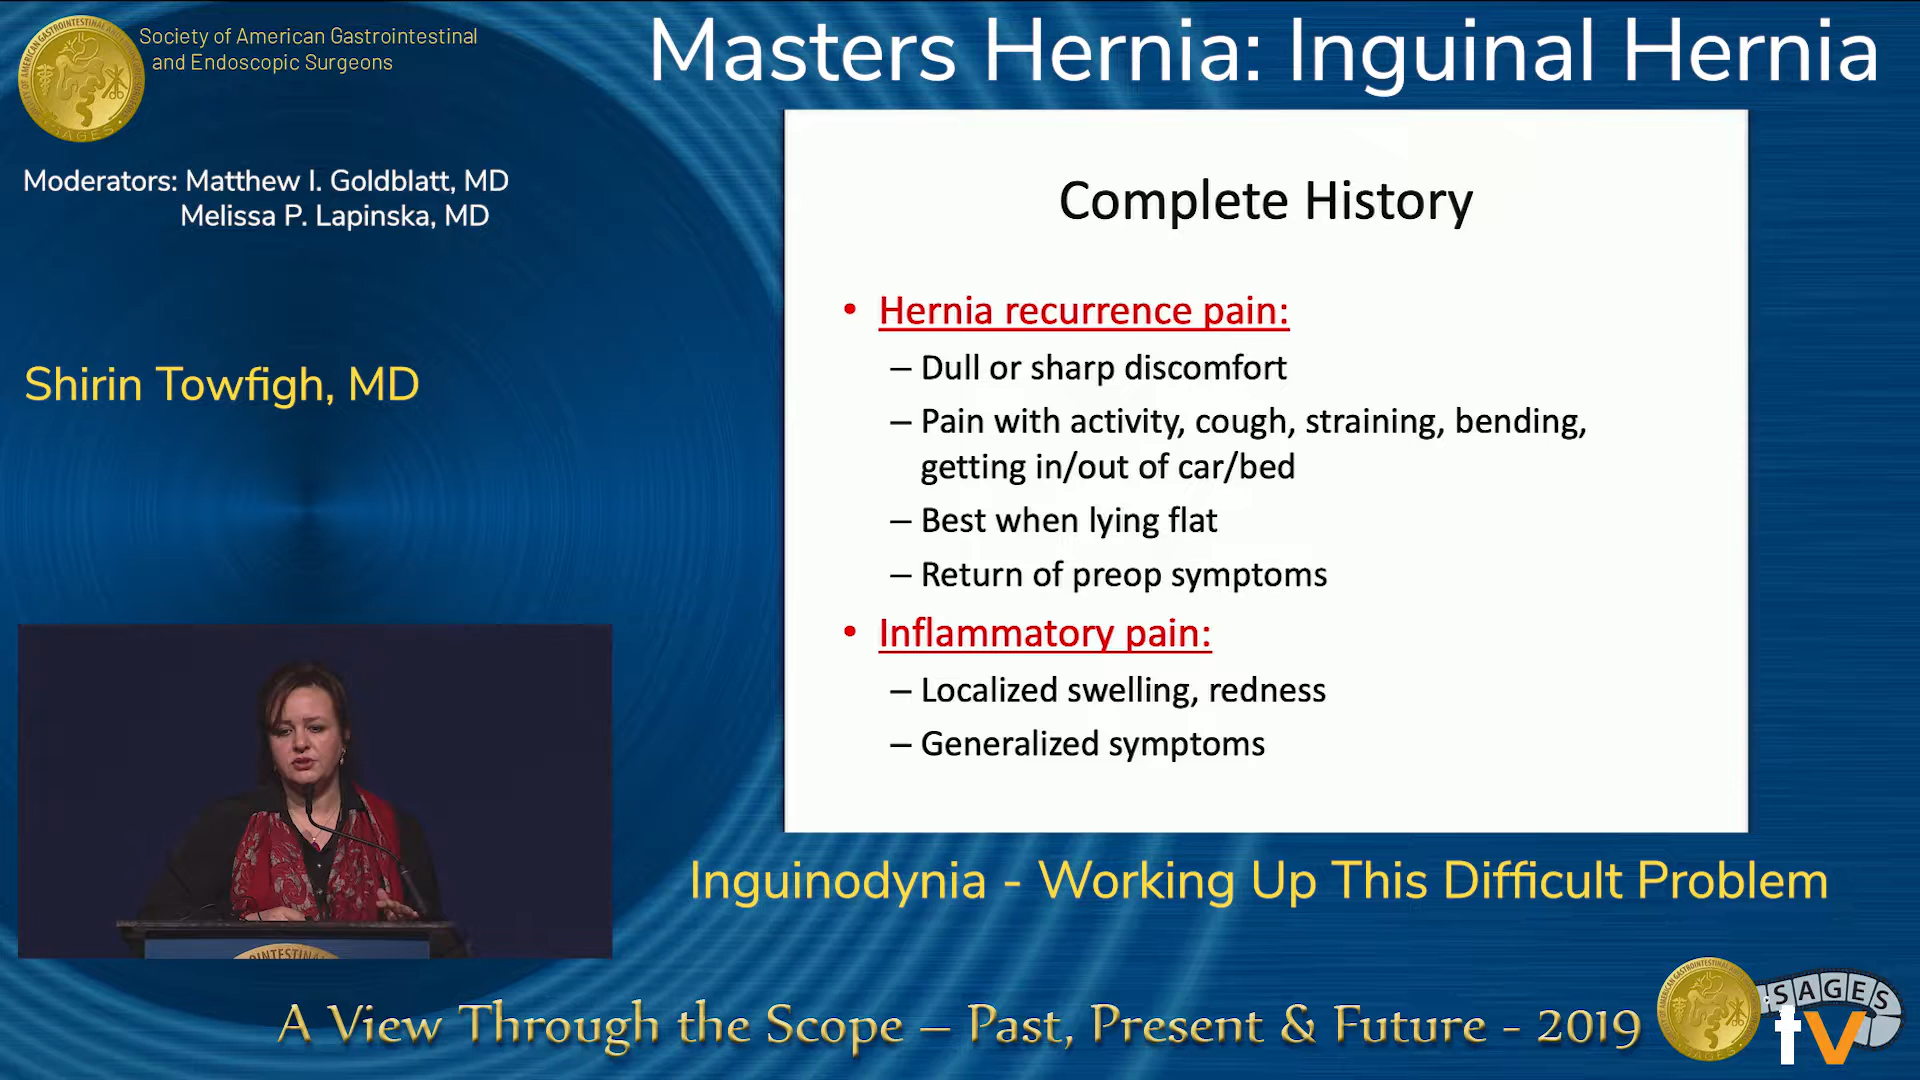 Society of American Gastrointestinal
and Endoscopic Surgeons
Masters Hernia: Inguinal Hernia
Moderators: Matthew I. Goldblatt, MD
Melissa P. Lapinska, MD
Shirin Towfigh, MD
Complete History
• Hernia recurrence pain:
– Dull or sharp discomfort
– Pain with activity, cough, straining, bending,
getting in/out of car/bed
– Best when lying flat
– Return of preop symptoms
• Inflammatory pain:
– Localized swelling, redness
– Generalized symptoms
Inguinodynia - Working Up This Difficult Problem
A View Through the Scope – Past, Present & Future - 2019
SAGES
tv